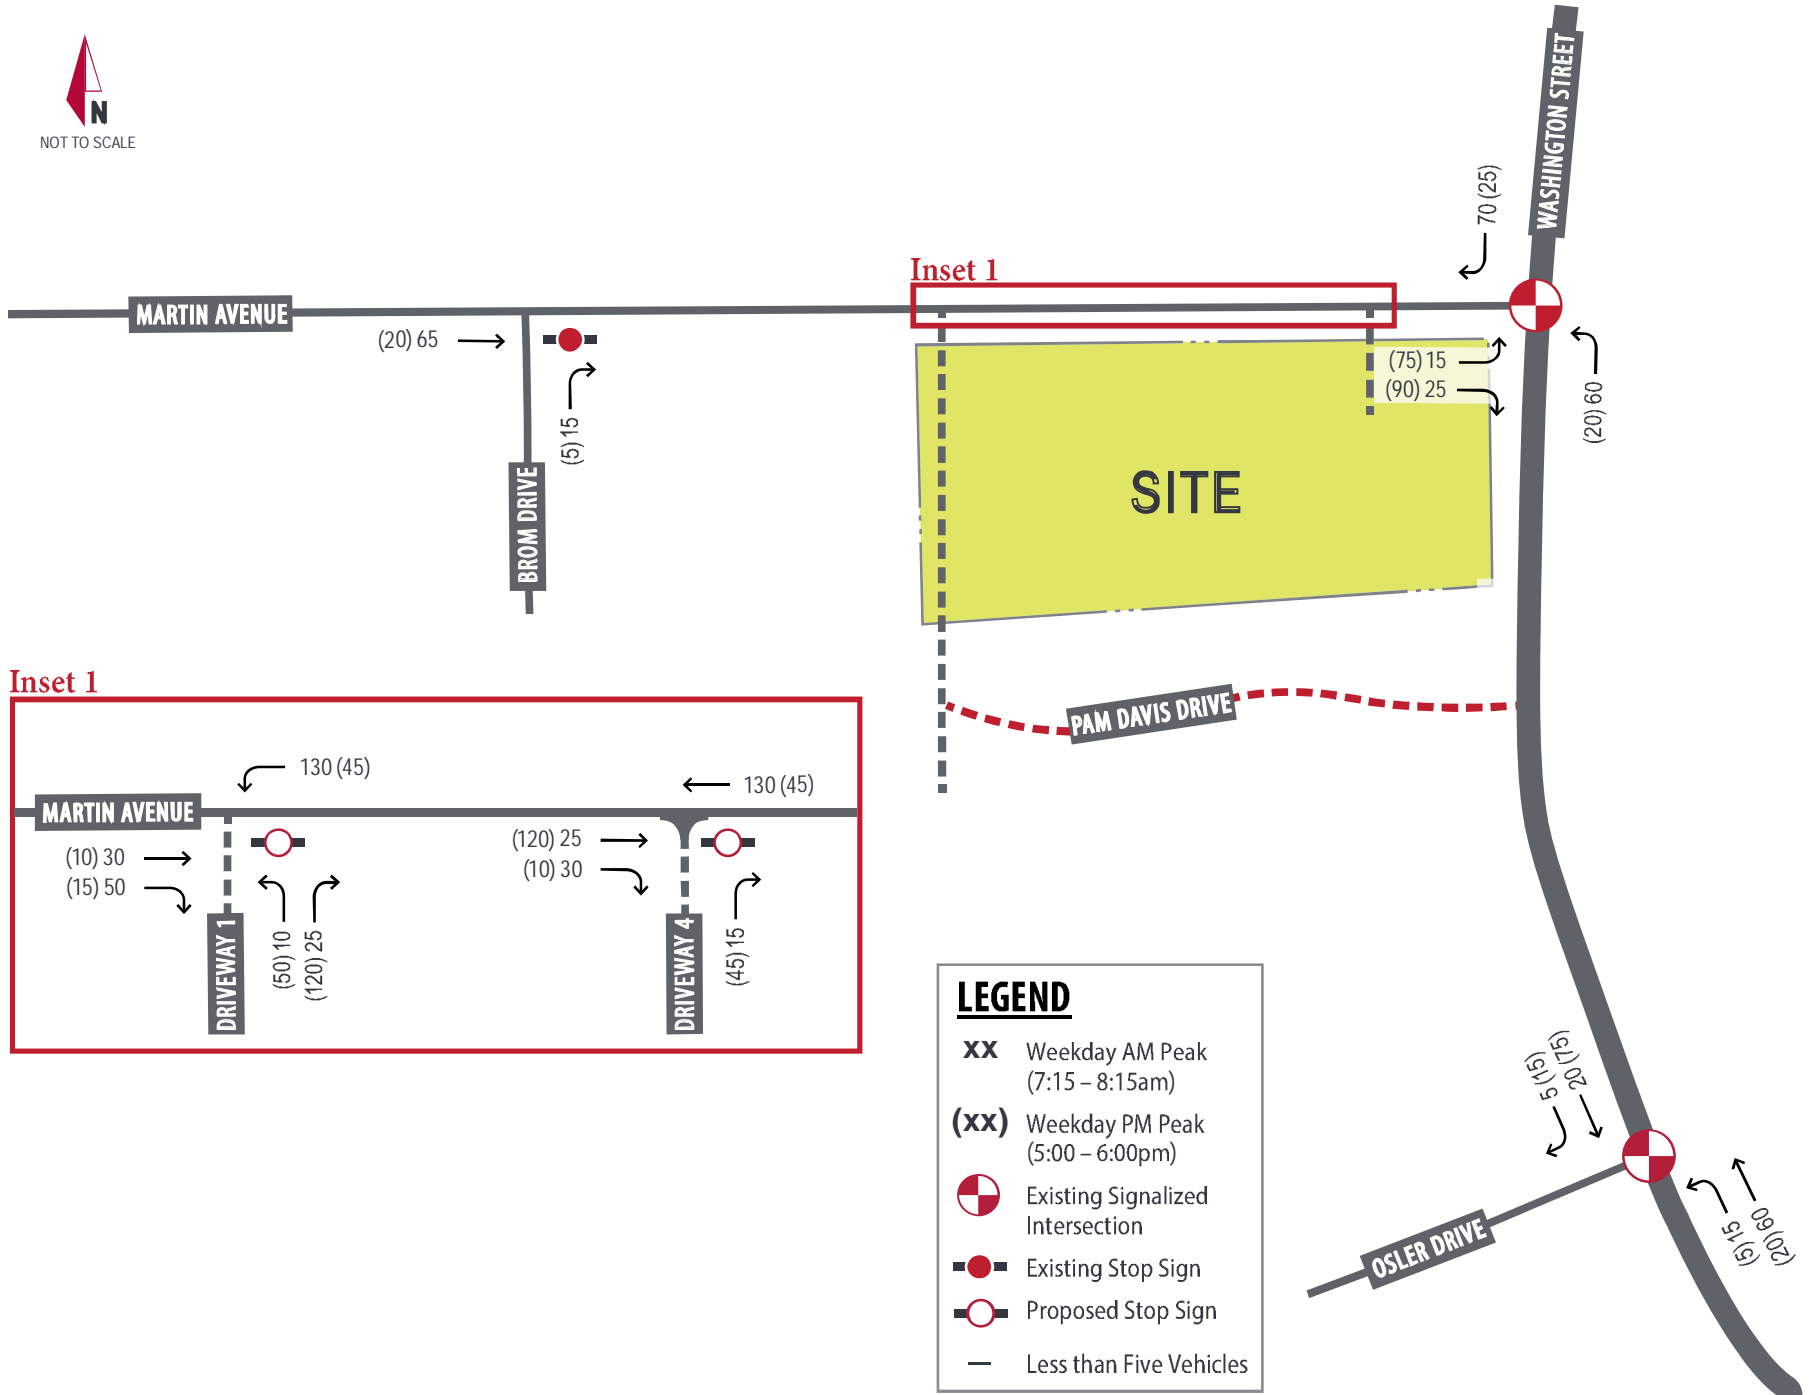 N
NOT TO SCALE
WASHINGTON STREET
70 (25)
Inset 1
MARTIN AVENUE
(20) 65
(5) 15
BROM DRIVE
(75) 15
(90) 25
(20) 60
SITE
PAM DAVIS DRIVE
Inset 1
130 (45)
130 (45)
MARTIN AVENUE
(10) 30
(15) 50
(120) 25
(10) 30
DRIVEWAY 1
(50) 10
(120) 25
DRIVEWAY 4
(45) 15
LEGEND
XX Weekday AM Peak
(7:15 – 8:15am)
(XX) Weekday PM Peak
(5:00 – 6:00pm)
Existing Signalized
Intersection
Existing Stop Sign
Proposed Stop Sign
– Less than Five Vehicles
5 (15)
20 (75)
OSLER DRIVE
(5) 15
(20) 60